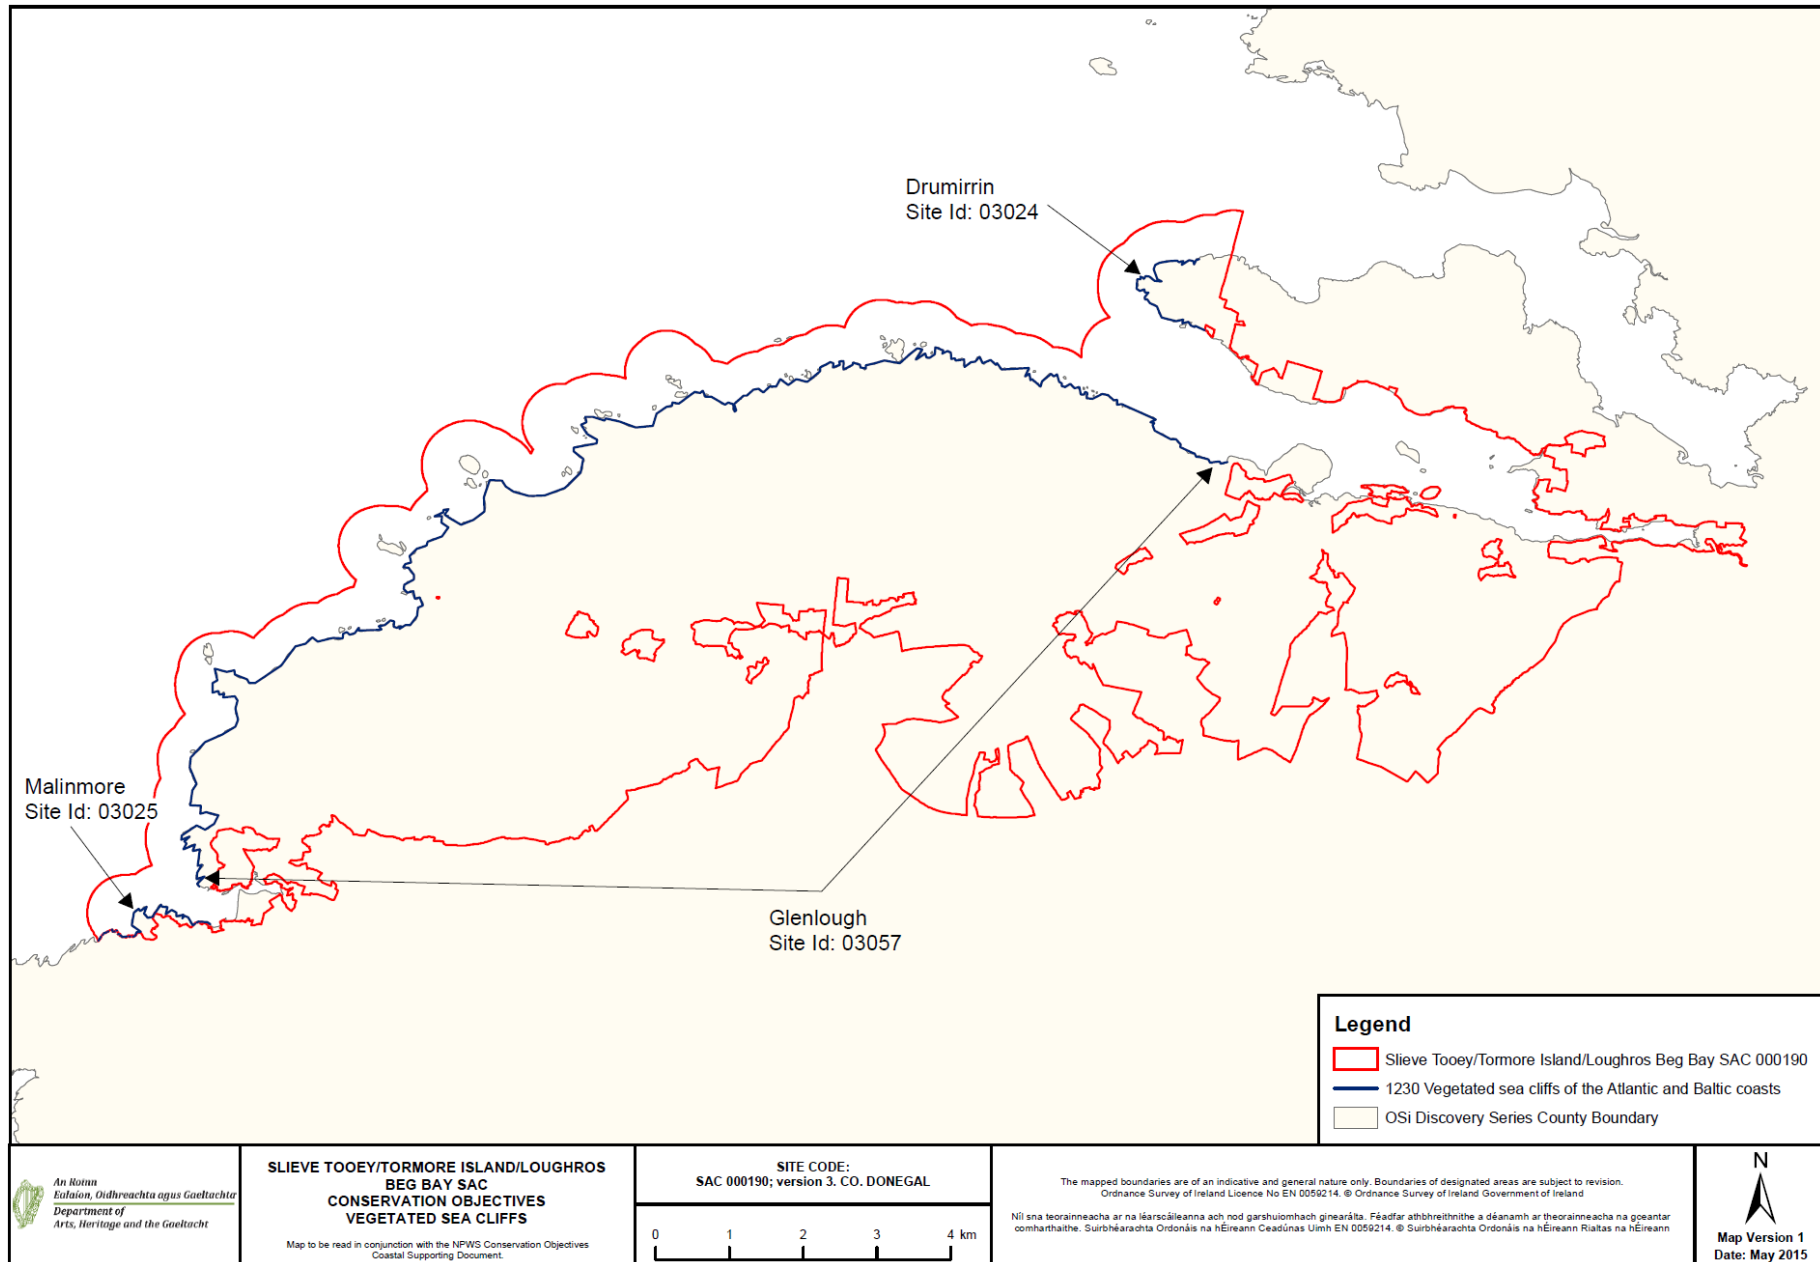 Drumirrin
Site Id: 03024
Malinmore
Site Id: 03025
Glenlough
Site Id: 03057
Legend
Slieve Tooey/Tormore Island/Loughros Beg Bay SAC 000190
1230 Vegetated sea cliffs of the Atlantic and Baltic coasts
OSi Discovery Series County Boundary
An Roinn
Ealaíon, Oidhreachta agus Gaeltachta
Department of
Arts, Heritage and the Gaeltacht
SLIEVE TOOEY/TORMORE ISLAND/LOUGHROS
BEG BAY SAC
CONSERVATION OBJECTIVES
VEGETATED SEA CLIFFS
Map to be read in conjunction with the NPWS Conservation Objectives
Coastal Supporting Document.
SITE CODE:
SAC 000190; version 3. CO. DONEGAL
0 1 2 3 4 km
The mapped boundaries are of an indicative and general nature only. Boundaries of designated areas are subject to revision.
Ordnance Survey of Ireland Licence No EN 0059214. © Ordnance Survey of Ireland Government of Ireland
Níl sna teorainneacha ar na léarscáileanna ach nod garshuiomhach ginearálta. Féadfar athbhreithnithe a déanamh ar theorainneacha na gceantar
comharthaithe. Suirbhéarachta Ordonáis na hÉireann Ceadúnas Uimh EN 0059214. © Suirbhéarachta Ordonáis na hÉireann Rialtas na hÉireann
N
Map Version 1
Date: May 2015